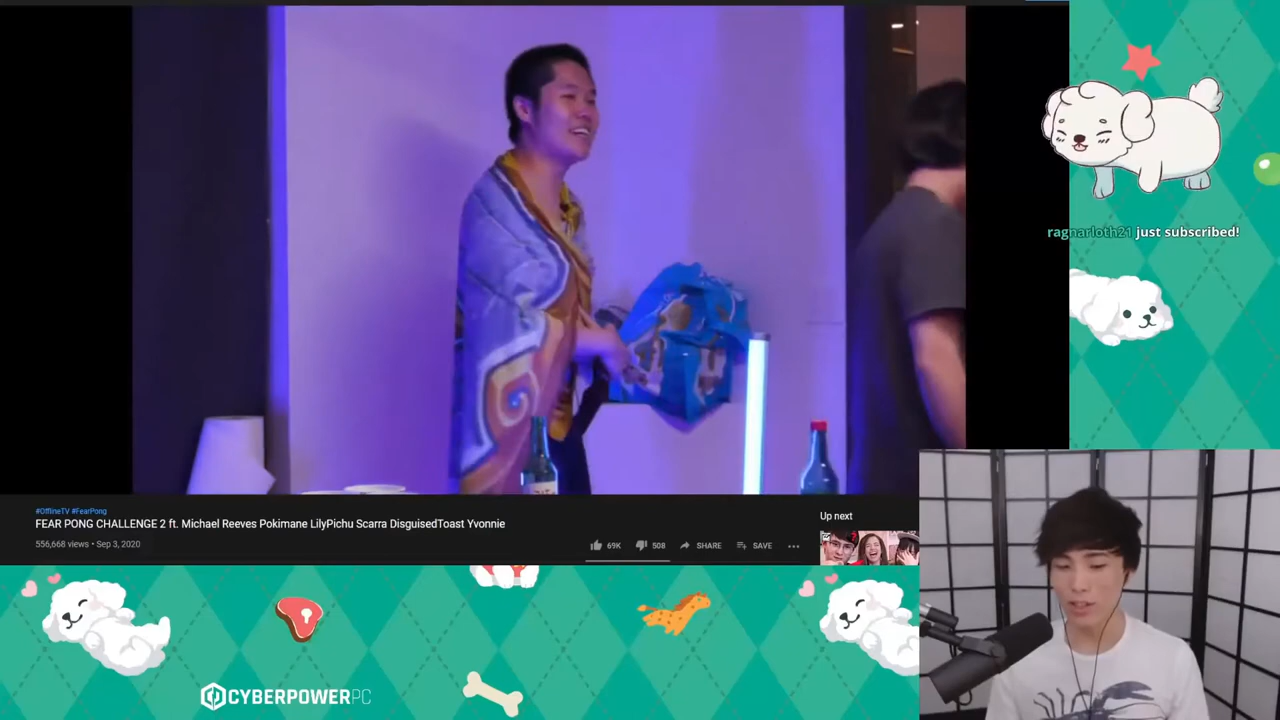 ragnarloth21 just subscribed!
#OfflineTV #FearPong
FEAR PONG CHALLENGE 2 ft. Michael Reeves Pokimane LilyPichu Scarra DisguisedToast Yvonnie
556,668 views • Sep 3, 2020
69K
508
SHARE
SAVE
Up next
CYBERPOWERPC